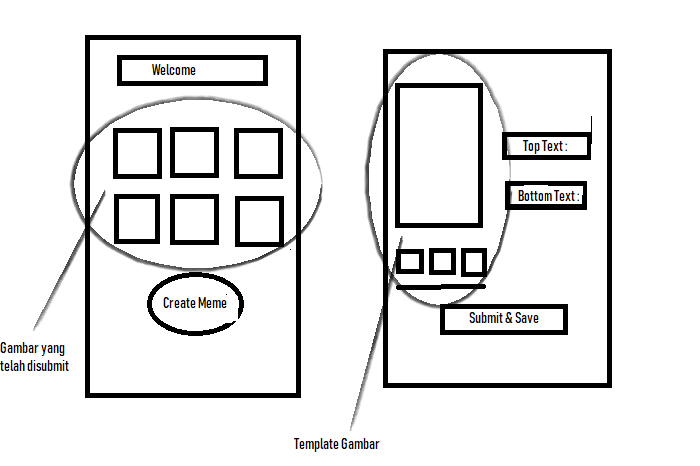 Welcome
Create Meme
Gambar yang
telah disubmit
Top Text :
Bottom Text :
Submit & Save
Template Gambar